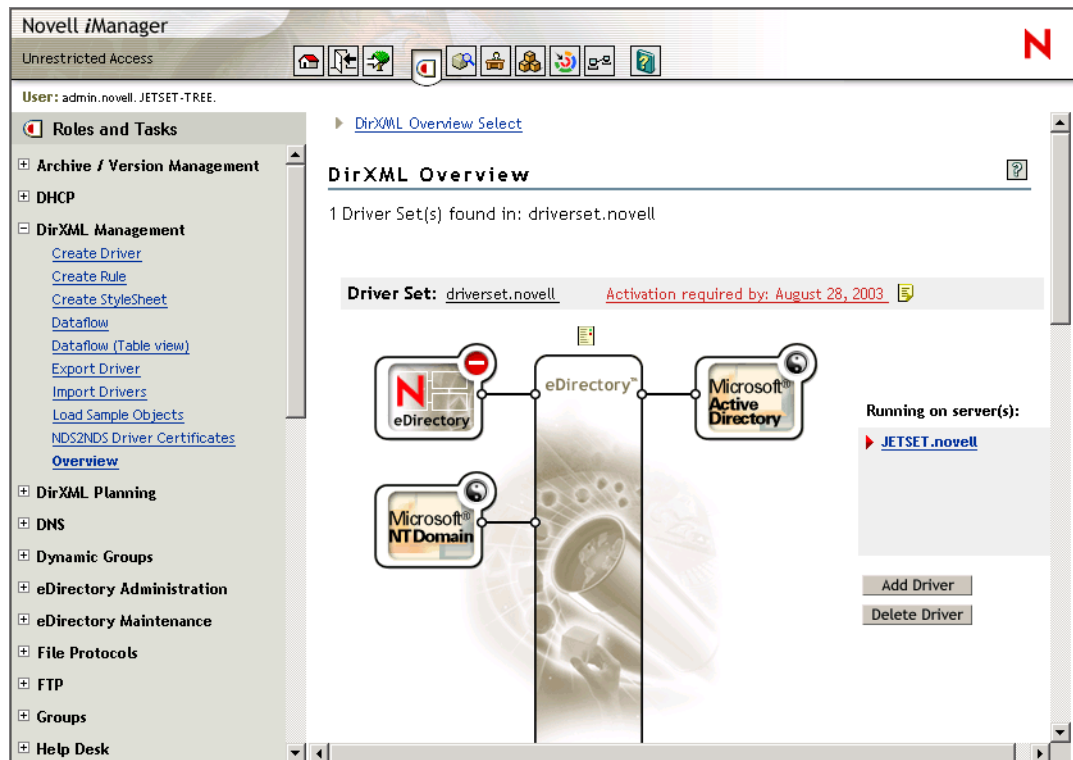 Novell iManager
Unrestricted Access
N
User: admin.novell.JETSET-TREE.
Roles and Tasks
Archive / Version Management
DHCP
DirXML Management
Create Driver
Create Rule
Create StyleSheet
Dataflow
Dataflow (Table view)
Export Driver
Import Drivers
Load Sample Objects
NDS2NDS Driver Certificates
Overview
DirXML Planning
DNS
Dynamic Groups
eDirectory Administration
eDirectory Maintenance
File Protocols
FTP
Groups
Help Desk
DirXML Overview Select
DirXML Overview
?
1 Driver Set(s) found in: driverset.novell
Driver Set: driverset.novell Activation required by: August 28, 2003
N
eDirectory
eDirectory™
Microsoft®
Active
Directory
Microsoft®
NT Domain
Running on server(s):
JETSET.novell
Add Driver
Delete Driver